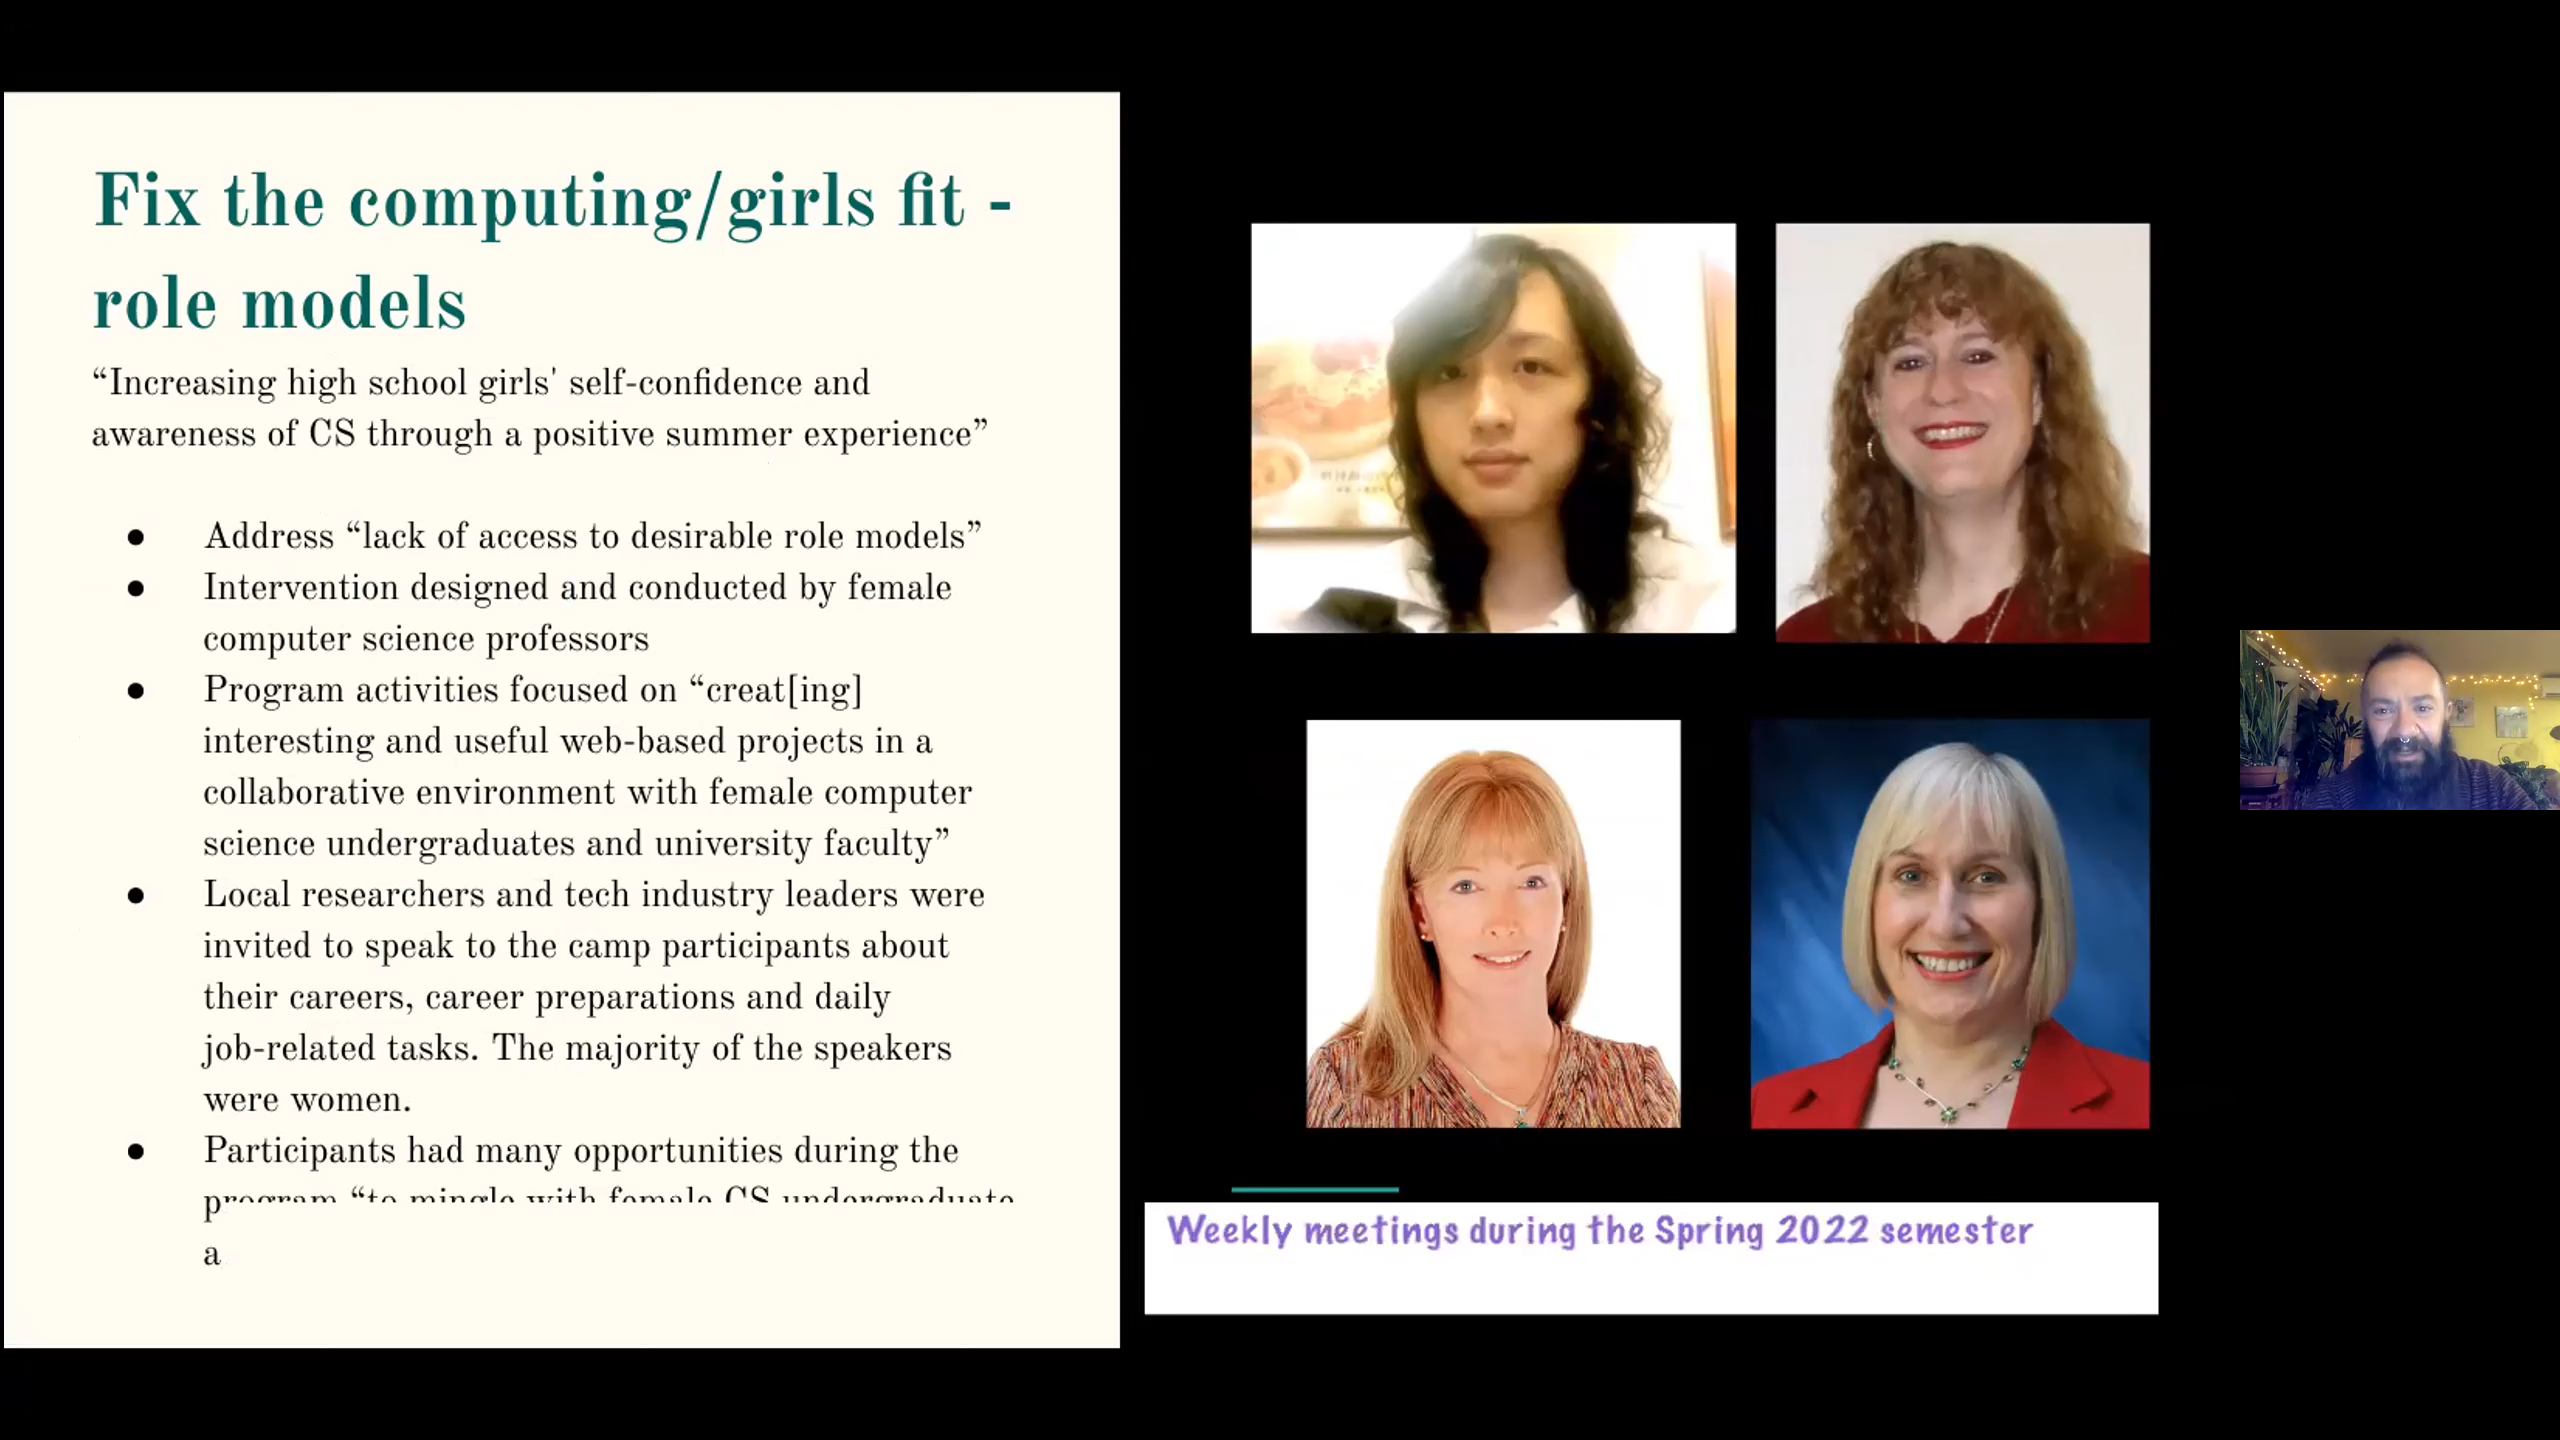 Fix the computing/girls fit -
role models
“Increasing high school girls' self-confidence and
awareness of CS through a positive summer experience”
● Address “lack of access to desirable role models”
● Intervention designed and conducted by female
computer science professors
● Program activities focused on “creat[ing]
interesting and useful web-based projects in a
collaborative environment with female computer
science undergraduates and university faculty”
● Local researchers and tech industry leaders were
invited to speak to the camp participants about
their careers, career preparations and daily
job-related tasks. The majority of the speakers
were women.
● Participants had many opportunities during the
program “to mingle with female CS undergraduate
a
Weekly meetings during the Spring 2022 semester